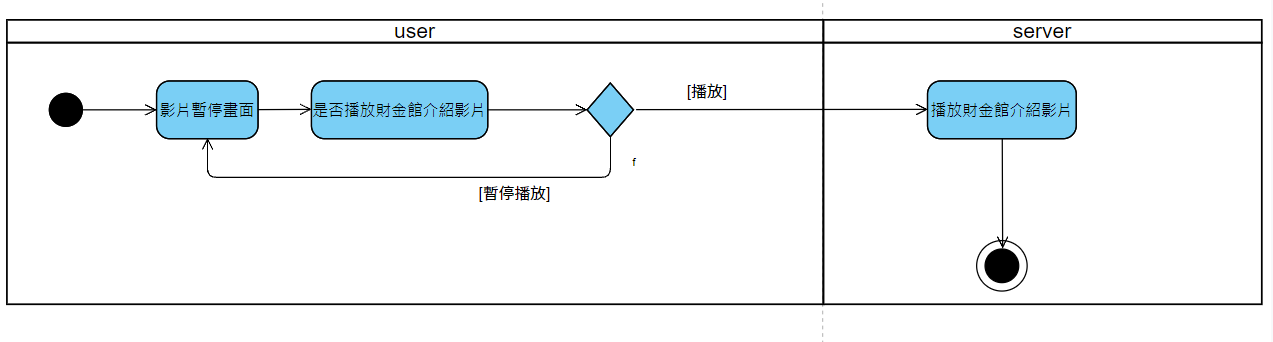 user
server
影片暫停畫面
是否播放財金館介紹影片
[播放]
播放財金館介紹影片
f
[暫停播放]